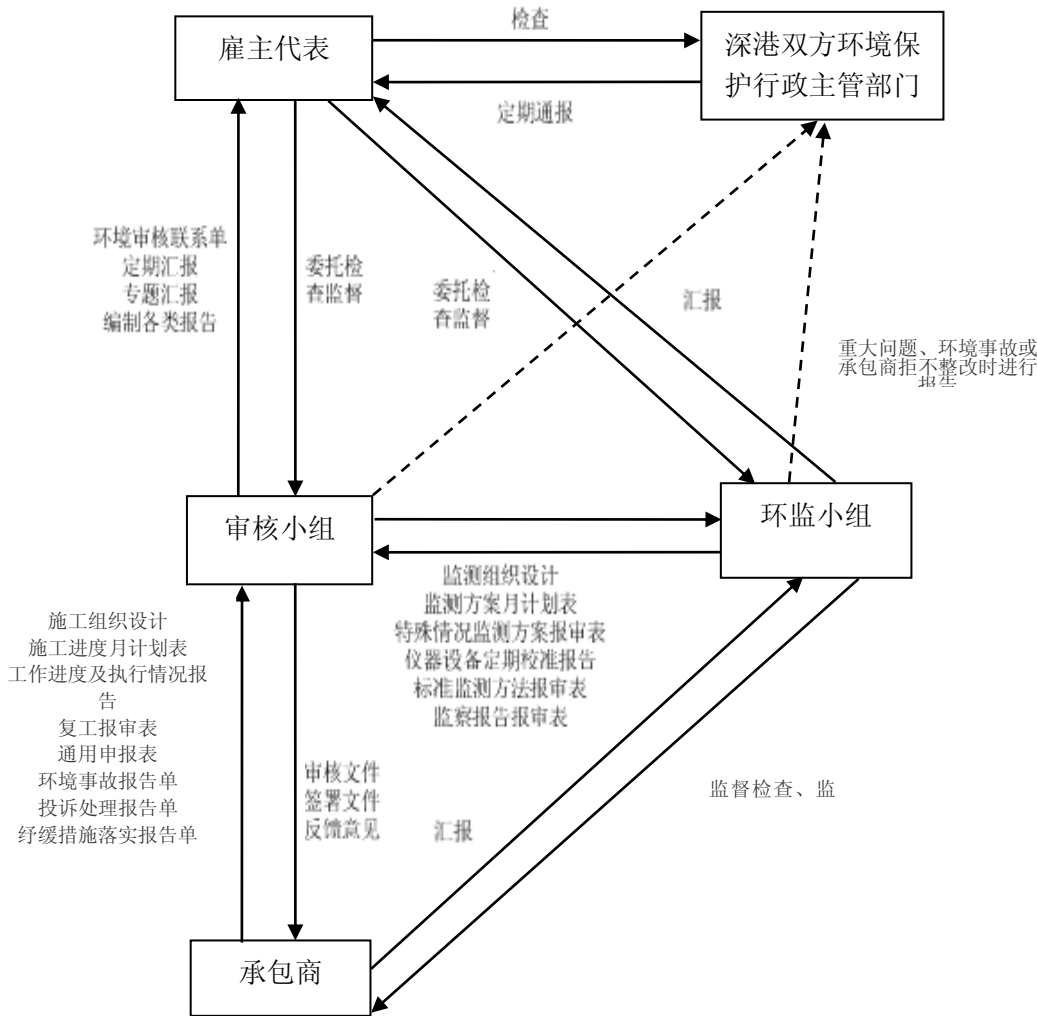 检查
雇主代表
深港双方环境保
护行政主管部门
定期通报
环境审核联系单
定期汇报
专题汇报
编制各类报告
委托检
查监督
委托检
查监督
汇报
重大问题、环境事故或
承包商拒不整改时进行
报告
审核小组
环监小组
监测组织设计
监测方案月计划表
特殊情况监测方案报审表
仪器设备定期校准报告
标准监测方法报审表
监察报告报审表
施工组织设计
施工进度月计划表
工作进度及执行情况报
告
复工报审表
通用申报表
环境事故报告单
投诉处理报告单
纾缓措施落实报告单
审核文件
签署文件
反馈意见
汇报
监督检查、监
承包商